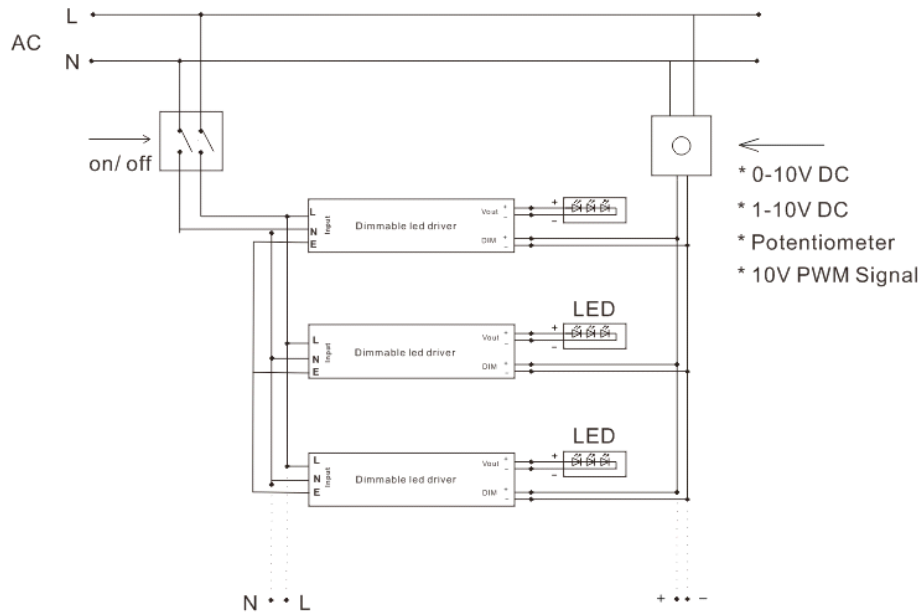 L
AC
N
on/ off
* 0-10V DC
* 1-10V DC
* Potentiometer
* 10V PWM Signal
L
N
E
Input
Dimmable led driver
Vout
+
−
DIM
+
−
+
−
LED
L
N
E
Input
Dimmable led driver
Vout
+
−
DIM
+
−
+
−
LED
L
N
E
Input
Dimmable led driver
Vout
+
−
DIM
+
−
+
−
N L
+ −